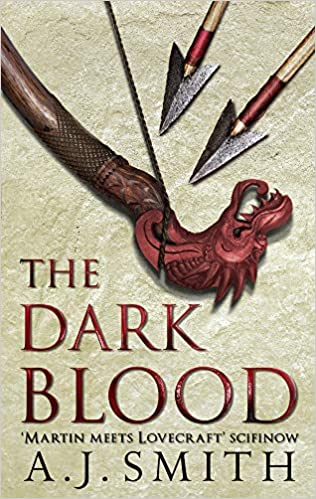 THE
DARK
BLOOD
'MARTIN MEETS LOVECRAFT' SCIFINOW
A.J. SMITH